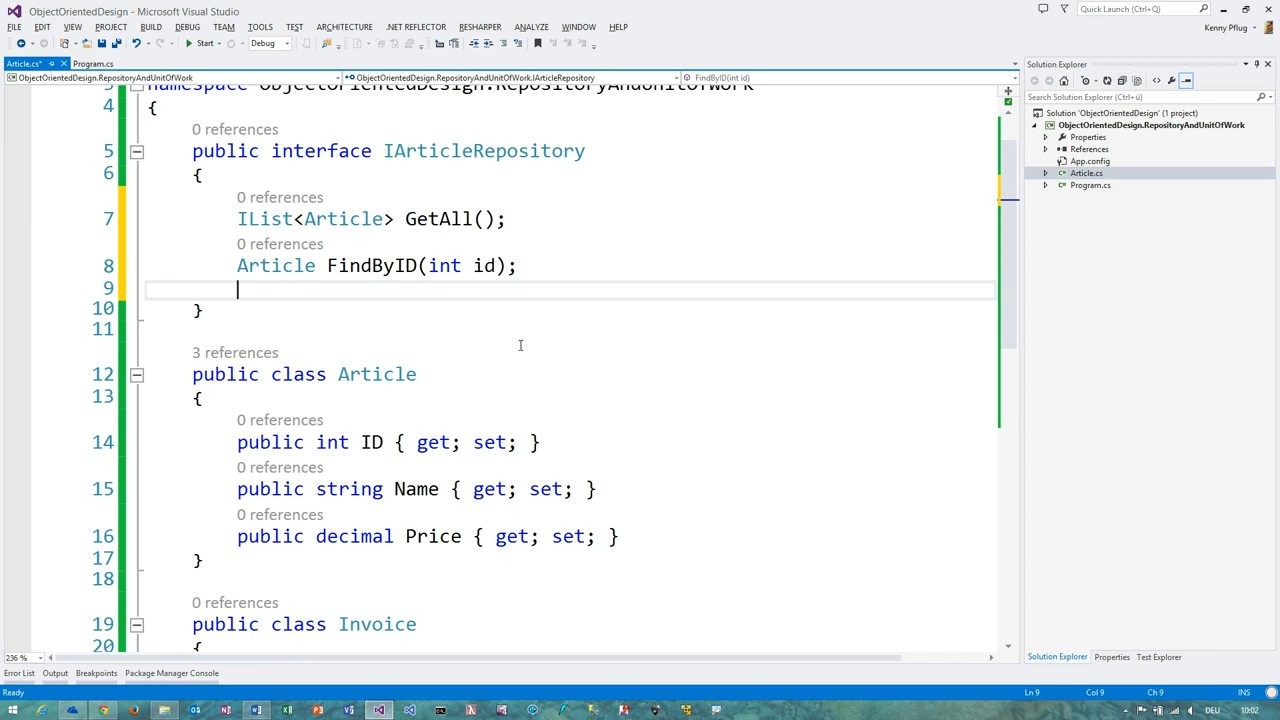 ObjectOrientedDesign - Microsoft Visual Studio
Quick Launch (Ctrl+Q)
FILE EDIT VIEW PROJECT BUILD DEBUG TEAM TOOLS TEST ARCHITECTURE .NET REFLECTOR RESHARPER ANALYZE WINDOW HELP
Kenny Pflug
Start
Debug
Article.cs*
Program.cs
ObjectOrientedDesign.RepositoryAndUnitOfWork
ObjectOrientedDesign.RepositoryAndUnitOfWork.IArticleRepository
FindByID(int id)
3 namespace ObjectOrientedDesign.RepositoryAndUnitOfWork
4 {
0 references
5 public interface IArticleRepository
6 {
0 references
7 IList<Article> GetAll();
0 references
8 Article FindByID(int id);
9
10 }
11
3 references
12 public class Article
13 {
0 references
14 public int ID { get; set; }
0 references
15 public string Name { get; set; }
0 references
16 public decimal Price { get; set; }
17 }
18
0 references
19 public class Invoice
20 {
236 %
Solution Explorer
Search Solution Explorer (Ctrl+ü)
Solution 'ObjectOrientedDesign' (1 project)
ObjectOrientedDesign.RepositoryAndUnitOfWork
Properties
References
App.config
Article.cs
Program.cs
Solution Explorer Properties Test Explorer
Error List Output Breakpoints Package Manager Console
Ready
Ln 9 Col 9 Ch 9 INS
DEU 10:02